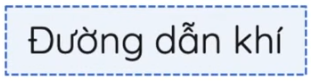 Đường dẫn khí